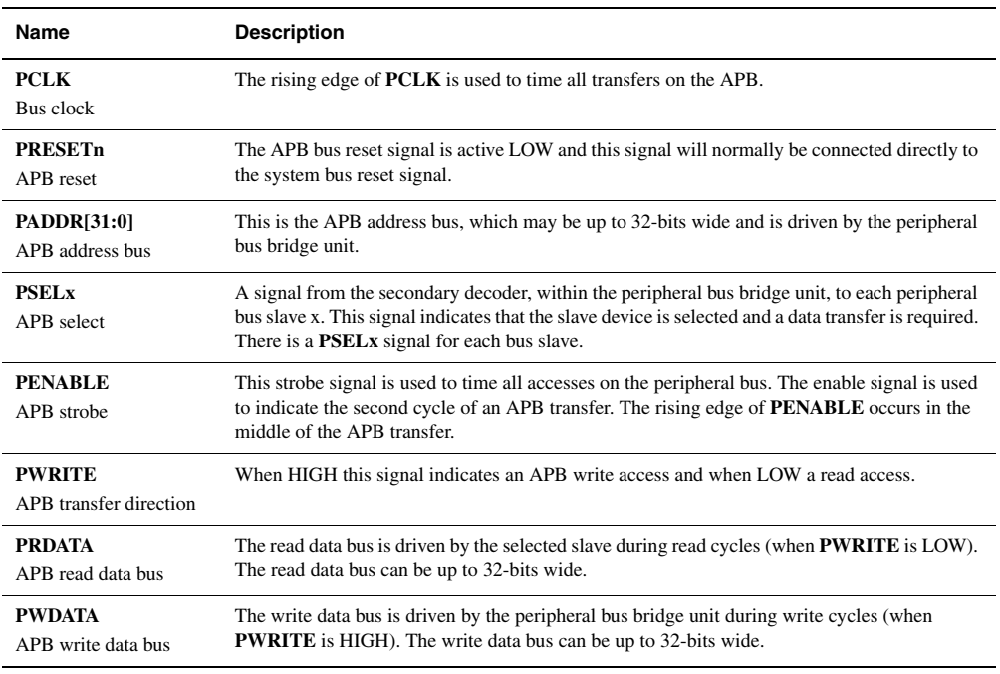 Name Description
PCLK The rising edge of PCLK is used to time all transfers on the APB.
Bus clock
PRESETn The APB bus reset signal is active LOW and this signal will normally be connected directly to
APB reset the system bus reset signal.
PADDR[31:0] This is the APB address bus, which may be up to 32-bits wide and is driven by the peripheral
APB address bus bus bridge unit.
PSELx A signal from the secondary decoder, within the peripheral bus bridge unit, to each peripheral
APB select bus slave x. This signal indicates that the slave device is selected and a data transfer is required.
There is a PSELx signal for each bus slave.
PENABLE This strobe signal is used to time all accesses on the peripheral bus. The enable signal is used
APB strobe to indicate the second cycle of an APB transfer. The rising edge of PENABLE occurs in the
middle of the APB transfer.
PWRITE When HIGH this signal indicates an APB write access and when LOW a read access.
APB transfer direction
PRDATA The read data bus is driven by the selected slave during read cycles (when PWRITE is LOW).
APB read data bus The read data bus can be up to 32-bits wide.
PWDATA The write data bus is driven by the peripheral bus bridge unit during write cycles (when
APB write data bus PWRITE is HIGH). The write data bus can be up to 32-bits wide.